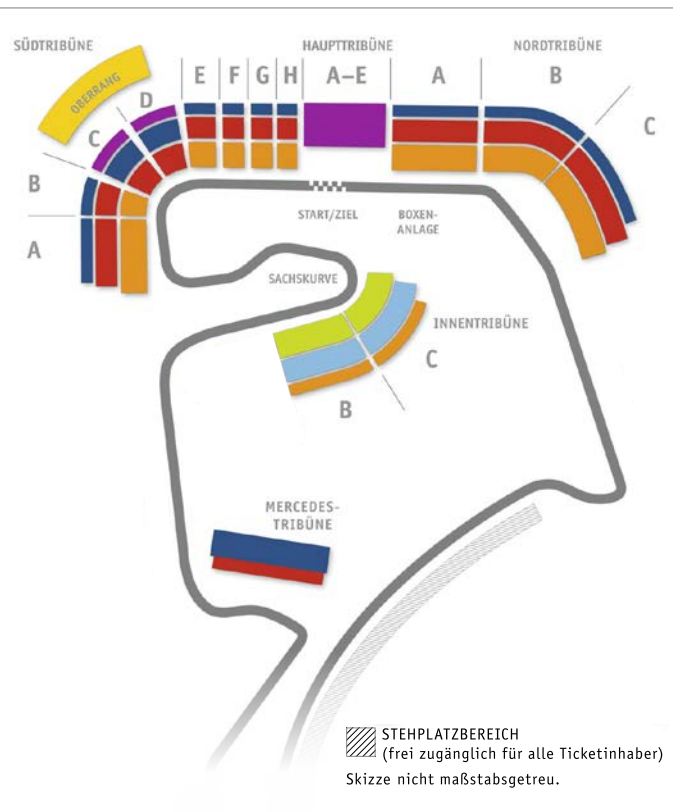 SÜDTRIBÜNE
HAUPTTRIBÜNE
NORDTRIBÜNE
OBERRANG
E
F
G
H
A–E
A
B
C
D
C
B
A
START/ZIEL
BOXEN-
ANLAGE
SACHSKURVE
INNENTRIBÜNE
C
B
MERCEDES-
TRIBÜNE
STEHPLATZBEREICH
(frei zugänglich für alle Ticketinhaber)
Skizze nicht maßstabsgetreu.